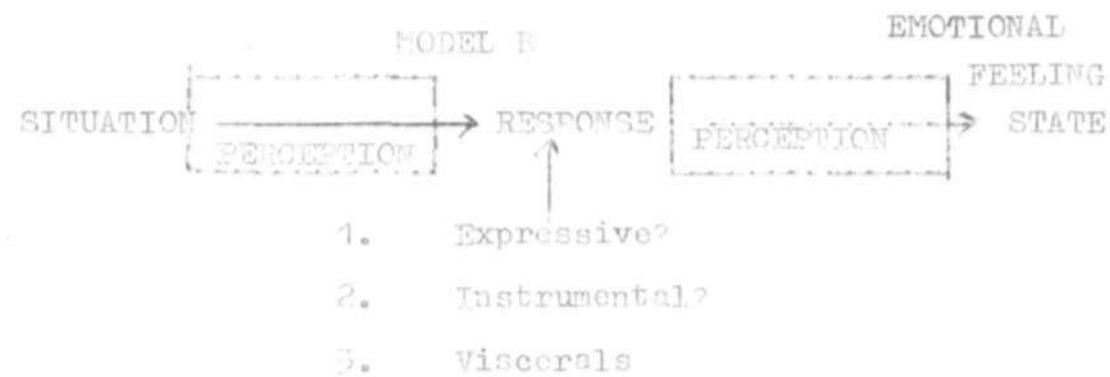 MODEL B
EMOTIONAL
FEELING
SITUATION RESPONSE STATE
PERCEPTION PERCEPTION
1. Expressive?
2. Instrumental?
3. Viscerals